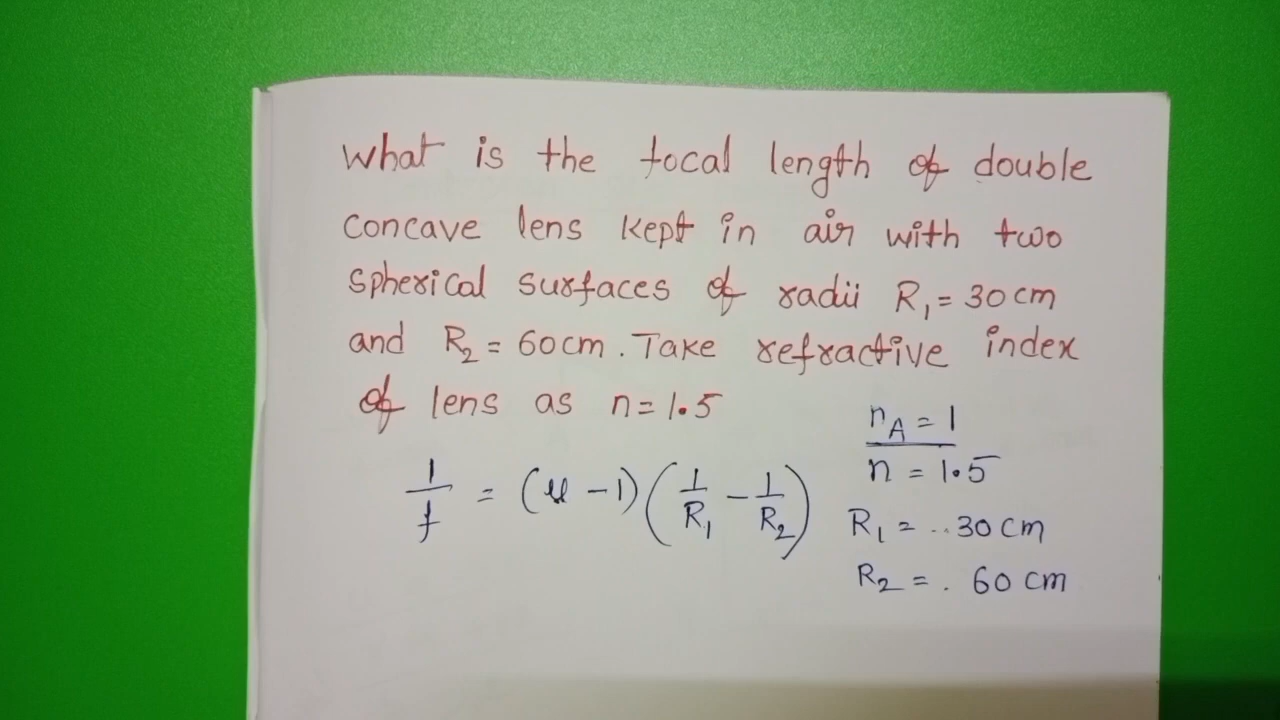 What is the focal length of double
concave lens kept in air with two
spherical surfaces of radii R₁ = 30 cm
and R₂ = 60 cm. Take refractive index
of lens as n = 1.5
n_A = 1
n = 1.5
1/f = (μ - 1)(1/R₁ - 1/R₂)
R₁ = .. 30 cm
R₂ = . 60 cm